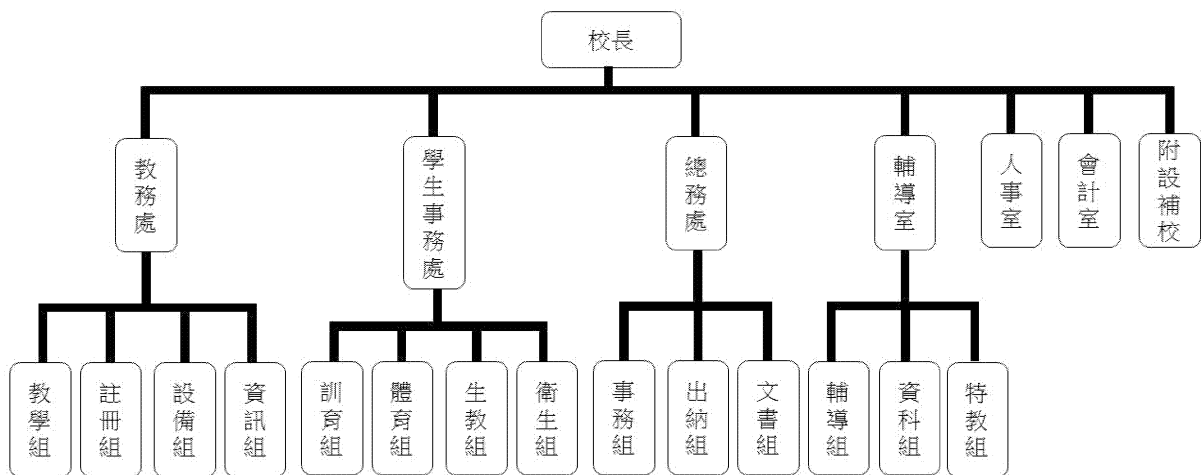 校長
教務處
學生事務處
總務處
輔導室
人事室
會計室
附設補校
教學組
註冊組
設備組
資訊組
訓育組
體育組
生教組
衛生組
事務組
出納組
文書組
輔導組
資料組
特教組